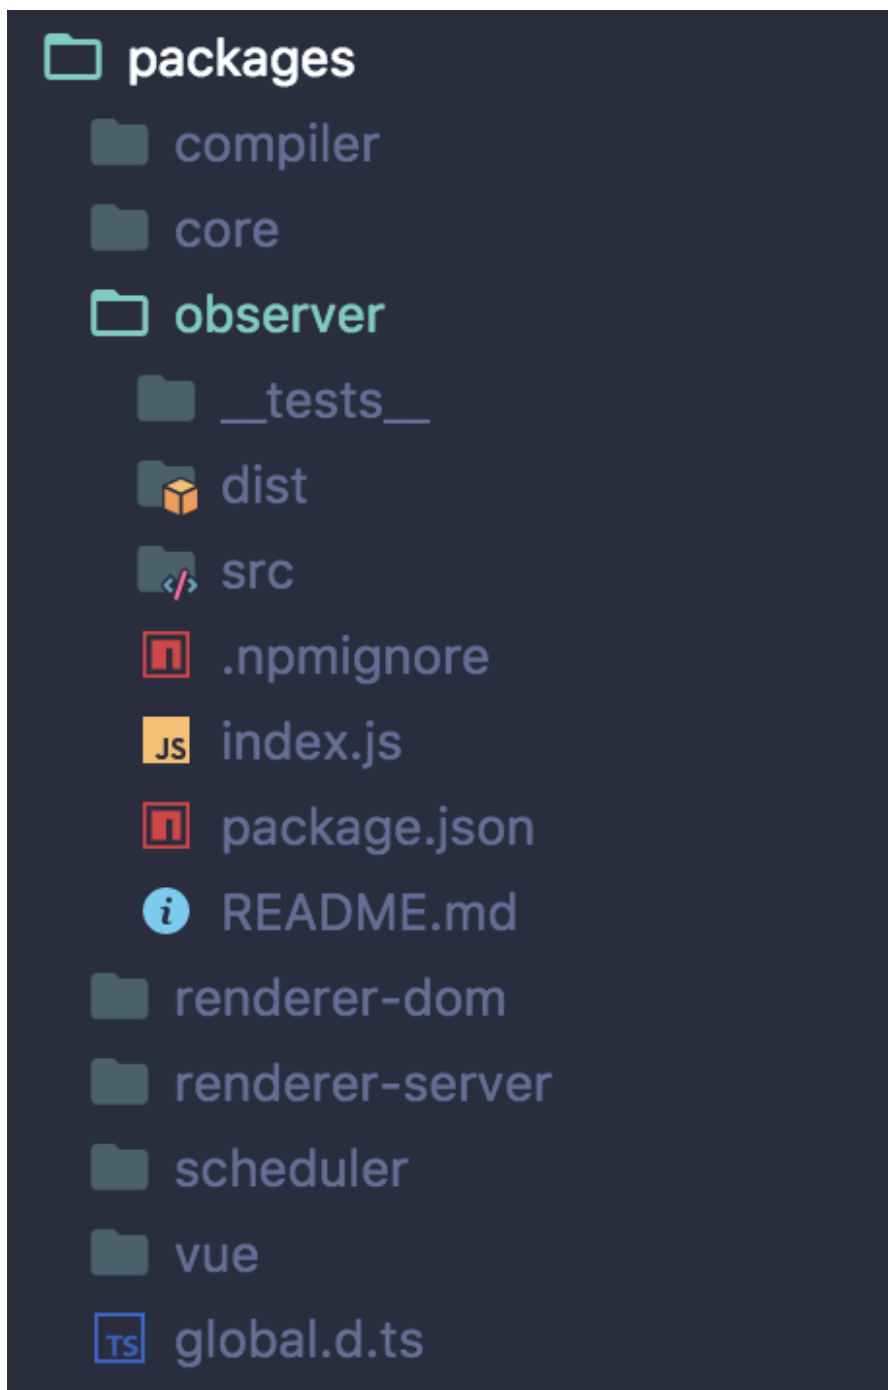 packages
compiler
core
observer
__tests__
dist
src
.npmignore
JS index.js
package.json
README.md
renderer-dom
renderer-server
scheduler
vue
TS global.d.ts